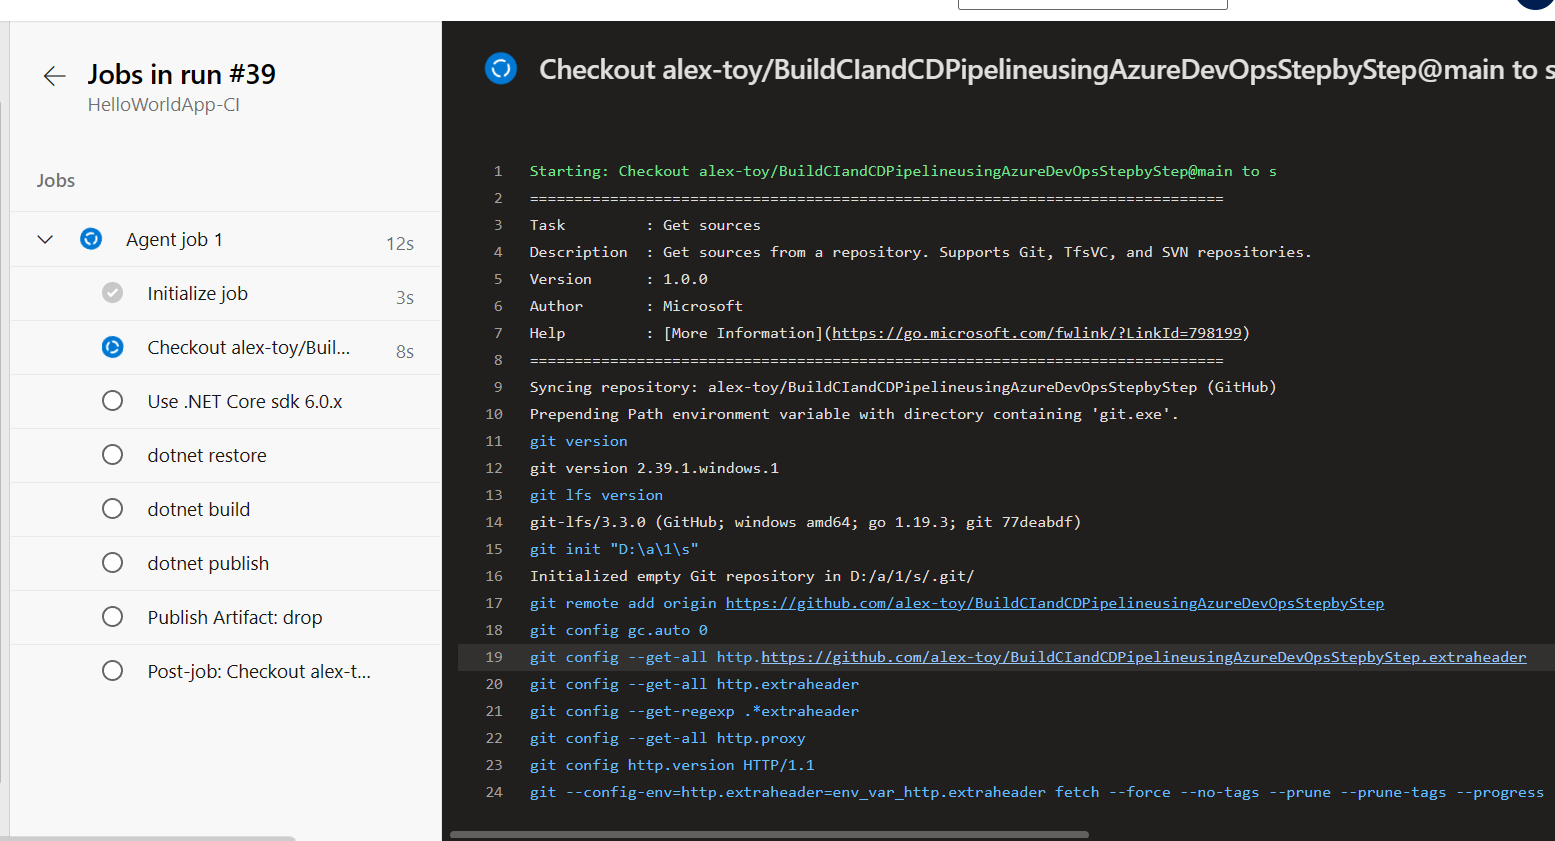 Jobs in run #39
HelloWorldApp-CI
Jobs
Agent job 1 12s
Initialize job 3s
Checkout alex-toy/Buil... 8s
Use .NET Core sdk 6.0.x
dotnet restore
dotnet build
dotnet publish
Publish Artifact: drop
Post-job: Checkout alex-t...
Checkout alex-toy/BuildCIandCDPipelineusingAzureDevOpsStepbyStep@main to s
1 Starting: Checkout alex-toy/BuildCIandCDPipelineusingAzureDevOpsStepbyStep@main to s
2 ==============================================================================
3 Task : Get sources
4 Description : Get sources from a repository. Supports Git, TfsVC, and SVN repositories.
5 Version : 1.0.0
6 Author : Microsoft
7 Help : [More Information](https://go.microsoft.com/fwlink/?LinkId=798199)
8 ==============================================================================
9 Syncing repository: alex-toy/BuildCIandCDPipelineusingAzureDevOpsStepbyStep (GitHub)
10 Prepending Path environment variable with directory containing 'git.exe'.
11 git version
12 git version 2.39.1.windows.1
13 git lfs version
14 git-lfs/3.3.0 (GitHub; windows amd64; go 1.19.3; git 77deabdf)
15 git init "D:\a\1\s"
16 Initialized empty Git repository in D:/a/1/s/.git/
17 git remote add origin https://github.com/alex-toy/BuildCIandCDPipelineusingAzureDevOpsStepbyStep
18 git config gc.auto 0
19 git config --get-all http.https://github.com/alex-toy/BuildCIandCDPipelineusingAzureDevOpsStepbyStep.extraheader
20 git config --get-all http.extraheader
21 git config --get-regexp .*extraheader
22 git config --get-all http.proxy
23 git config http.version HTTP/1.1
24 git --config-env=http.extraheader=env_var_http.extraheader fetch --force --no-tags --prune --prune-tags --progress